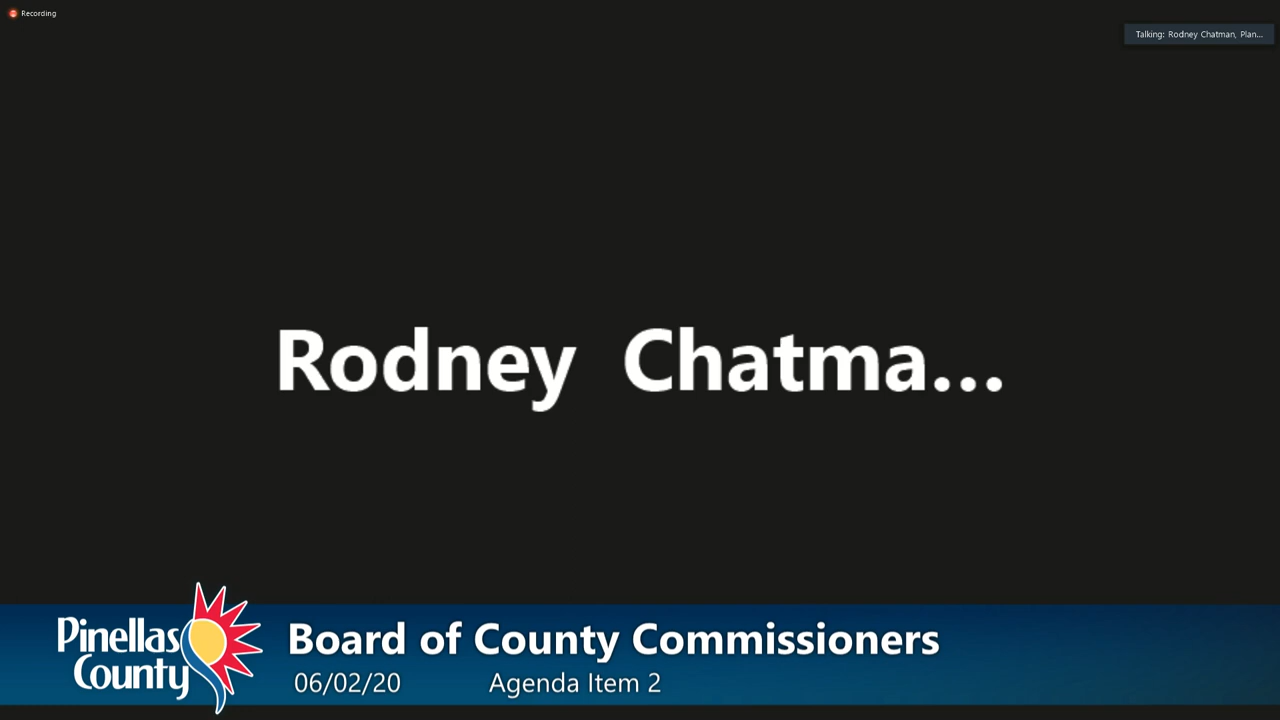 Recording
Talking: Rodney Chatman, Plan...
Rodney Chatma...
Pinellas
County
Board of County Commissioners
06/02/20 Agenda Item 2